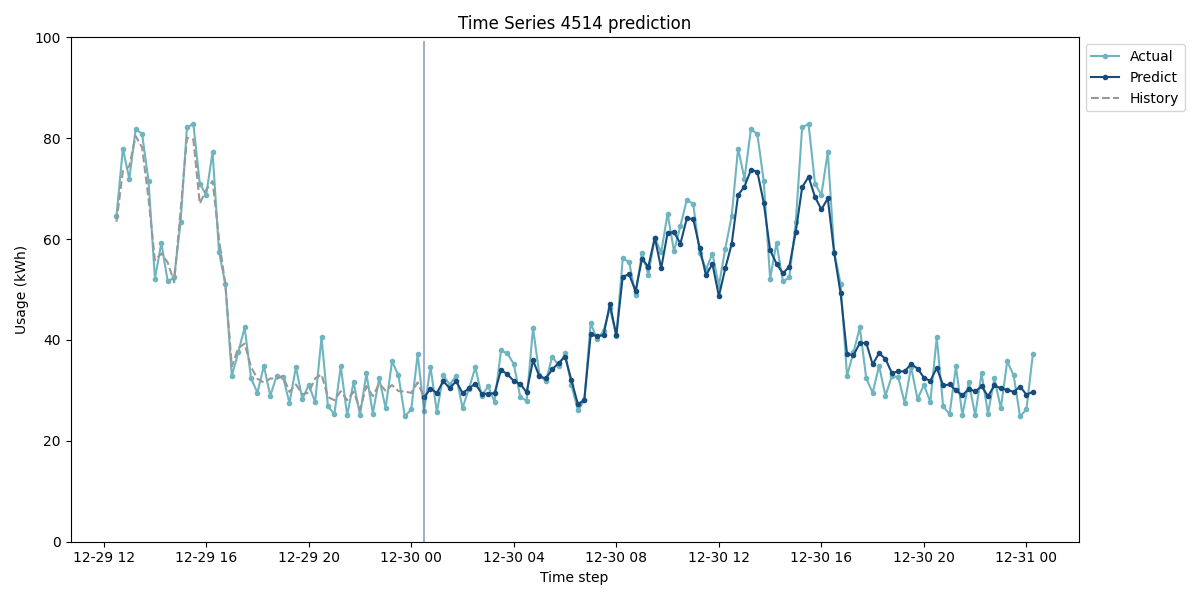 Time Series 4514 prediction
100
80
60
40
20
0
Usage (kWh)
12-29 12
12-29 16
12-29 20
12-30 00
12-30 04
12-30 08
12-30 12
12-30 16
12-30 20
12-31 00
Time step
Actual
Predict
History